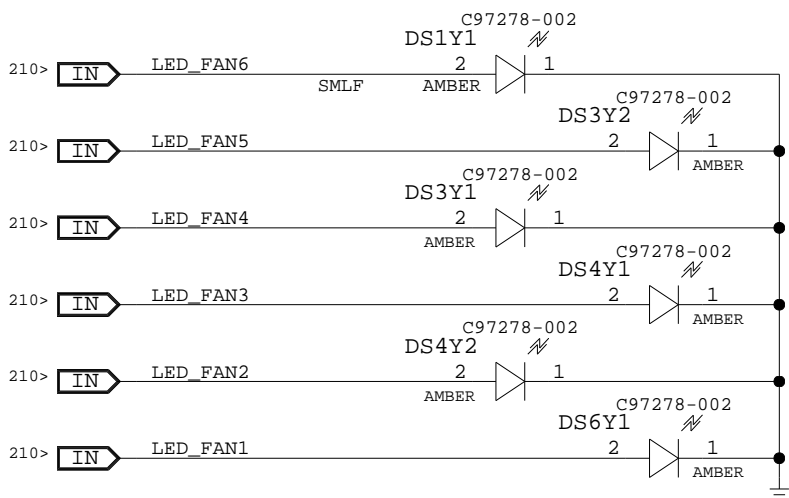 C97278-002
DS1Y1
210> IN LED_FAN6 2 1
SMLF AMBER
C97278-002
DS3Y2
210> IN LED_FAN5 2 1
AMBER
C97278-002
DS3Y1
210> IN LED_FAN4 2 1
AMBER
C97278-002
DS4Y1
210> IN LED_FAN3 2 1
AMBER
C97278-002
DS4Y2
210> IN LED_FAN2 2 1
AMBER
C97278-002
DS6Y1
210> IN LED_FAN1 2 1
AMBER